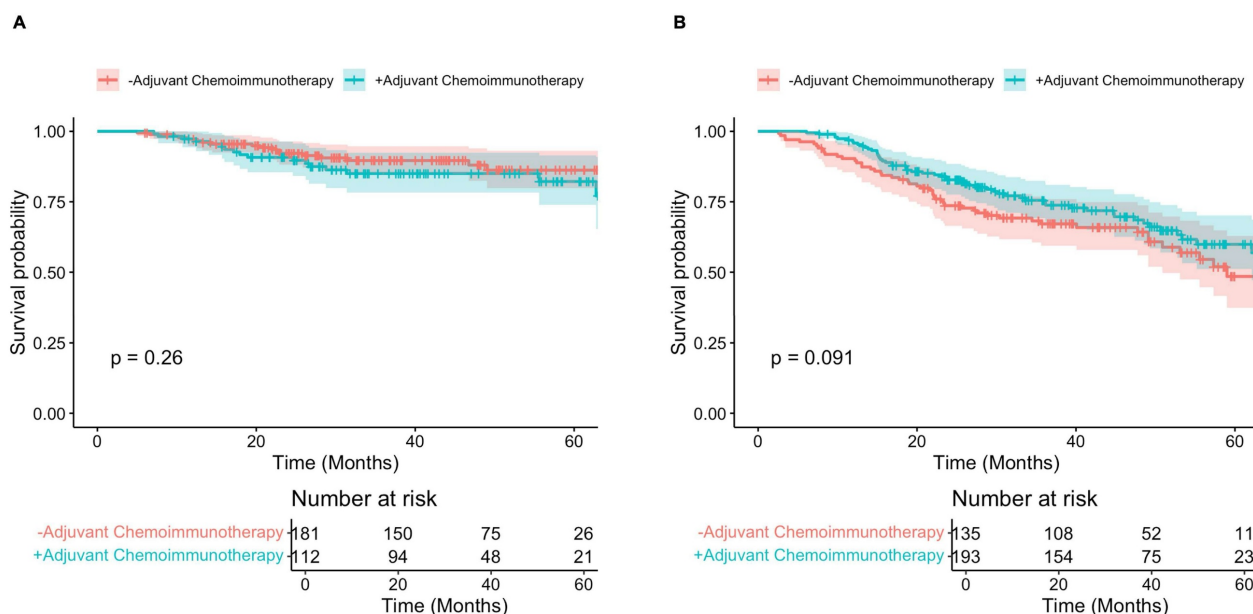 A
-Adjuvant Chemoimmunotherapy +Adjuvant Chemoimmunotherapy
Survival probability
1.00
0.75
0.50
0.25
0.00
p = 0.26
0 20 40 60
Time (Months)
Number at risk
-Adjuvant Chemoimmunotherapy 181 150 75 26
+Adjuvant Chemoimmunotherapy 112 94 48 21
0 20 40 60
Time (Months)
B
-Adjuvant Chemoimmunotherapy +Adjuvant Chemoimmunotherapy
Survival probability
1.00
0.75
0.50
0.25
0.00
p = 0.091
0 20 40 60
Time (Months)
Number at risk
-Adjuvant Chemoimmunotherapy 135 108 52 11
+Adjuvant Chemoimmunotherapy 193 154 75 23
0 20 40 60
Time (Months)